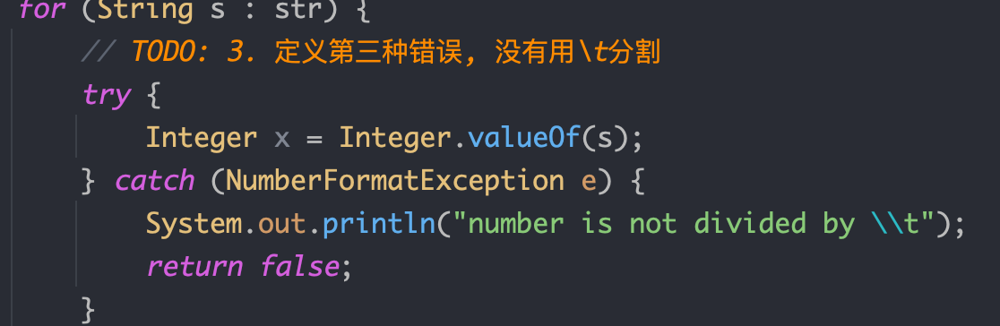 for (String s : str) {
// TODO: 3. 定义第三种错误, 没有用\t分割
try {
Integer x = Integer.valueOf(s);
} catch (NumberFormatException e) {
System.out.println("number is not divided by \\t");
return false;
}